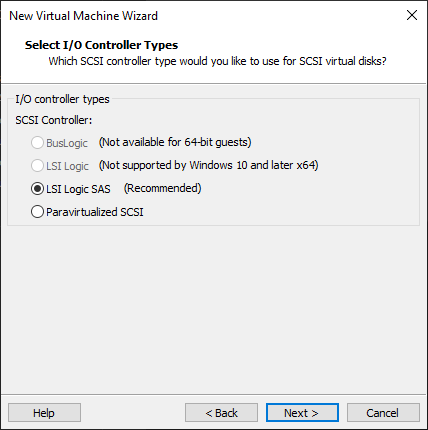 New Virtual Machine Wizard
Select I/O Controller Types
Which SCSI controller type would you like to use for SCSI virtual disks?
I/O controller types
SCSI Controller:
BusLogic (Not available for 64-bit guests)
LSI Logic (Not supported by Windows 10 and later x64)
LSI Logic SAS (Recommended)
Paravirtualized SCSI
Help < Back Next > Cancel